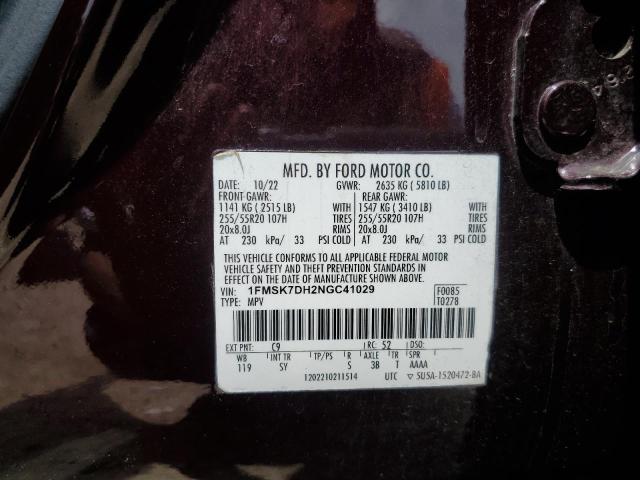 MFD. BY FORD MOTOR CO.
DATE: 10/22 GVWR: 2635 KG ( 5810 LB)
FRONT GAWR: REAR GAWR:
1141 KG ( 2515 LB) WITH 1547 KG ( 3410 LB) WITH
255/55R20 107H TIRES 255/55R20 107H TIRES
20x8.0J RIMS 20x8.0J RIMS
AT 230 kPa/ 33 PSI COLD AT 230 kPa/ 33 PSI COLD
THIS VEHICLE CONFORMS TO ALL APPLICABLE FEDERAL MOTOR
VEHICLE SAFETY AND THEFT PREVENTION STANDARDS IN
EFFECT ON THE DATE OF MANUFACTURE SHOWN ABOVE.
VIN: 1FMSK7DH2NGC41029 F0085
TYPE: MPV T0278
EXT PNT: C9 RC: 52 DSO:
WB INT TR TP/PS R AXLE TR SPR
119 SY S 3B T AAAA
1202210211514 UTC ▽ SU5A-1520472-BA